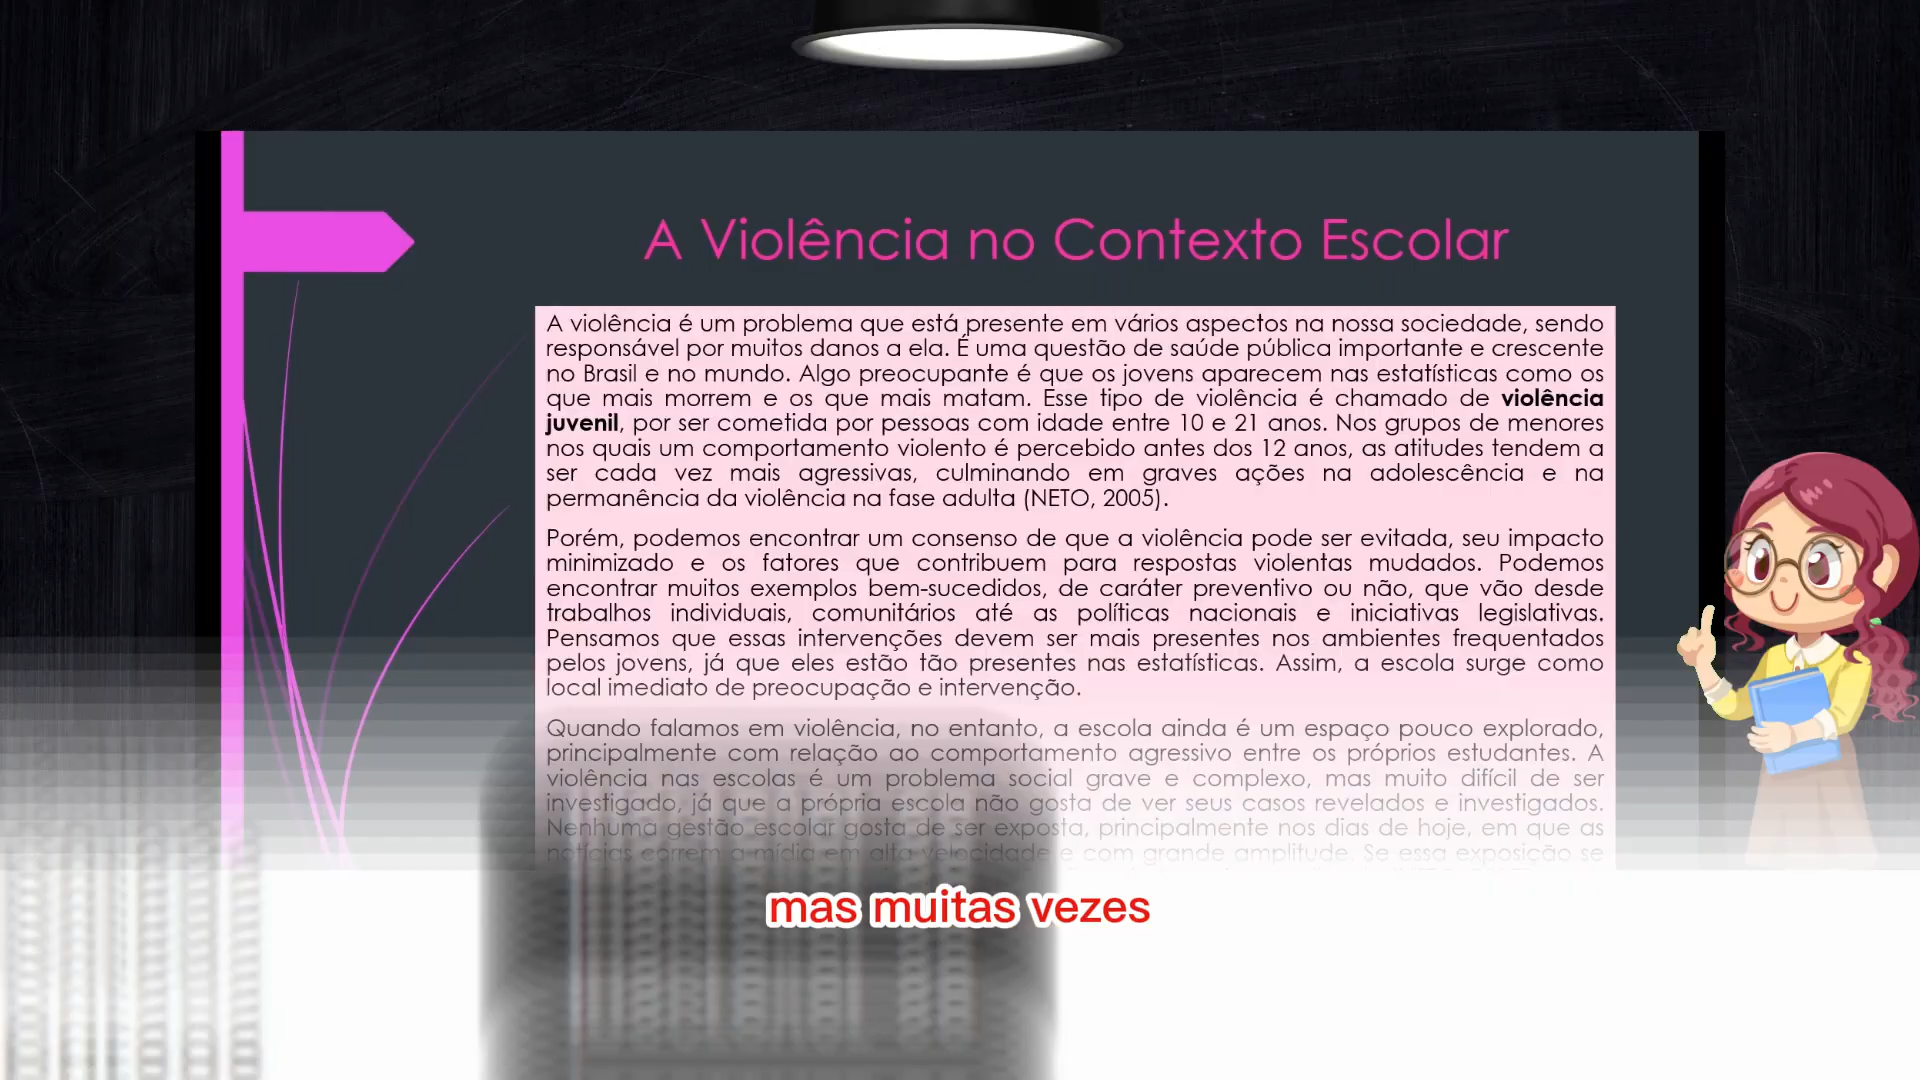 A Violência no Contexto Escolar
A violência é um problema que está presente em vários aspectos na nossa sociedade, sendo
responsável por muitos danos a ela. É uma questão de saúde pública importante e crescente
no Brasil e no mundo. Algo preocupante é que os jovens aparecem nas estatísticas como os
que mais morrem e os que mais matam. Esse tipo de violência é chamado de violência
juvenil, por ser cometida por pessoas com idade entre 10 e 21 anos. Nos grupos de menores
nos quais um comportamento violento é percebido antes dos 12 anos, as atitudes tendem a
ser cada vez mais agressivas, culminando em graves ações na adolescência e na
permanência da violência na fase adulta (NETO, 2005).
Porém, podemos encontrar um consenso de que a violência pode ser evitada, seu impacto
minimizado e os fatores que contribuem para respostas violentas mudados. Podemos
encontrar muitos exemplos bem-sucedidos, de caráter preventivo ou não, que vão desde
trabalhos individuais, comunitários até as políticas nacionais e iniciativas legislativas.
Pensamos que essas intervenções devem ser mais presentes nos ambientes frequentados
pelos jovens, já que eles estão tão presentes nas estatísticas. Assim, a escola surge como
local imediato de preocupação e intervenção.
Quando falamos em violência, no entanto, a escola ainda é um espaço pouco explorado,
principalmente com relação ao comportamento agressivo entre os próprios estudantes. A
violência nas escolas é um problema social grave e complexo, mas muito difícil de ser
investigado, já que a própria escola não gosta de ver seus casos revelados e investigados.
Nenhuma gestão escolar gosta de ser exposta, principalmente nos dias de hoje, em que as
notícias correm a mídia em alta velocidade e com grande amplitude. Se essa exposição se
mas muitas vezes